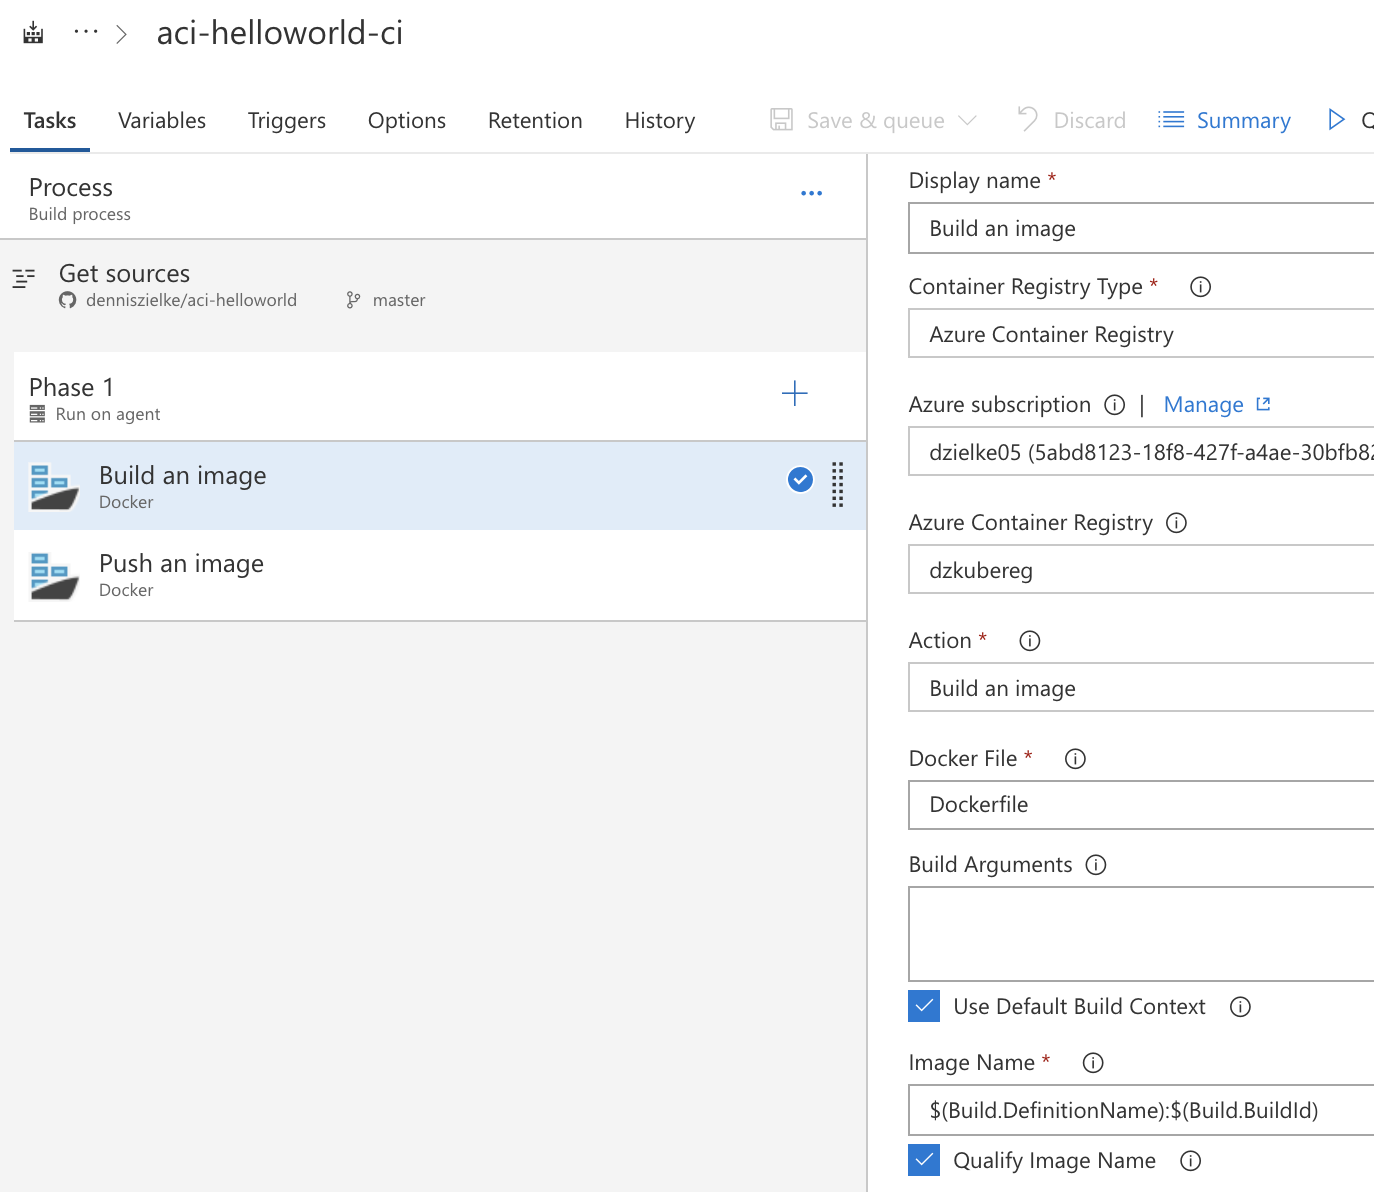 ··· > aci-helloworld-ci
Tasks Variables Triggers Options Retention History Save & queue Discard Summary Q
Process
Build process
Get sources
denniszielke/aci-helloworld master
Phase 1
Run on agent
Build an image
Docker
Push an image
Docker
Display name *
Build an image
Container Registry Type *
Azure Container Registry
Azure subscription | Manage
dzielke05 (5abd8123-18f8-427f-a4ae-30bfb82
Azure Container Registry
dzkubereg
Action *
Build an image
Docker File *
Dockerfile
Build Arguments
Use Default Build Context
Image Name *
$(Build.DefinitionName):$(Build.BuildId)
Qualify Image Name